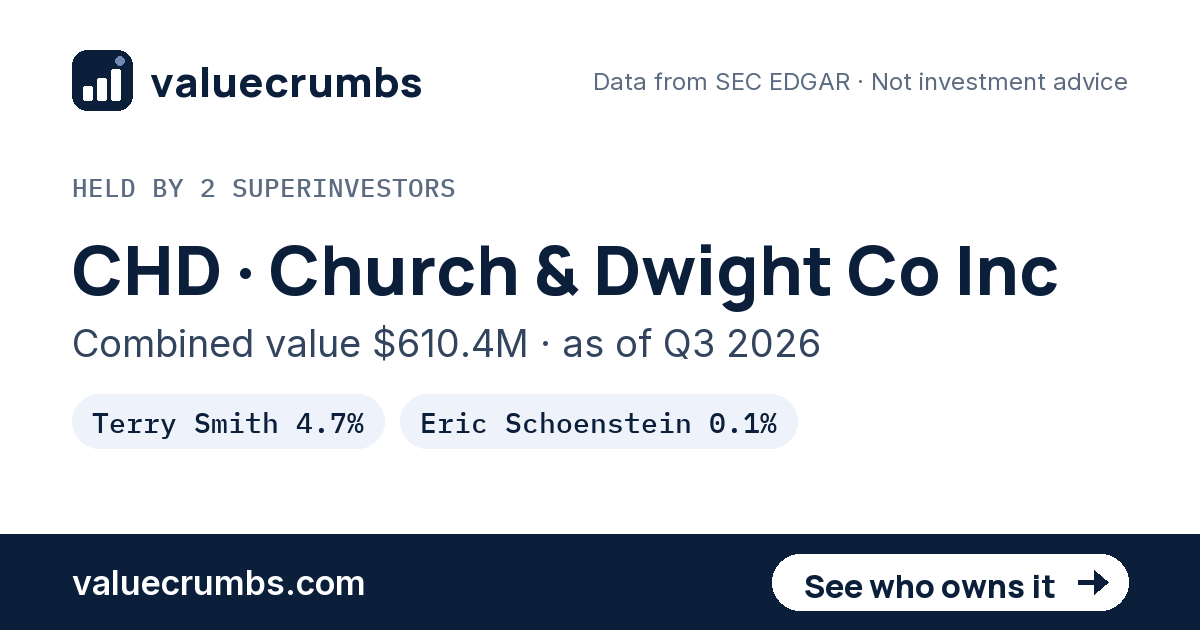 valuecrumbs
Data from SEC EDGAR · Not investment advice
HELD BY 2 SUPERINVESTORS
CHD · Church & Dwight Co Inc
Combined value $610.4M · as of Q3 2026
Terry Smith 4.7%
Eric Schoenstein 0.1%
valuecrumbs.com
See who owns it →